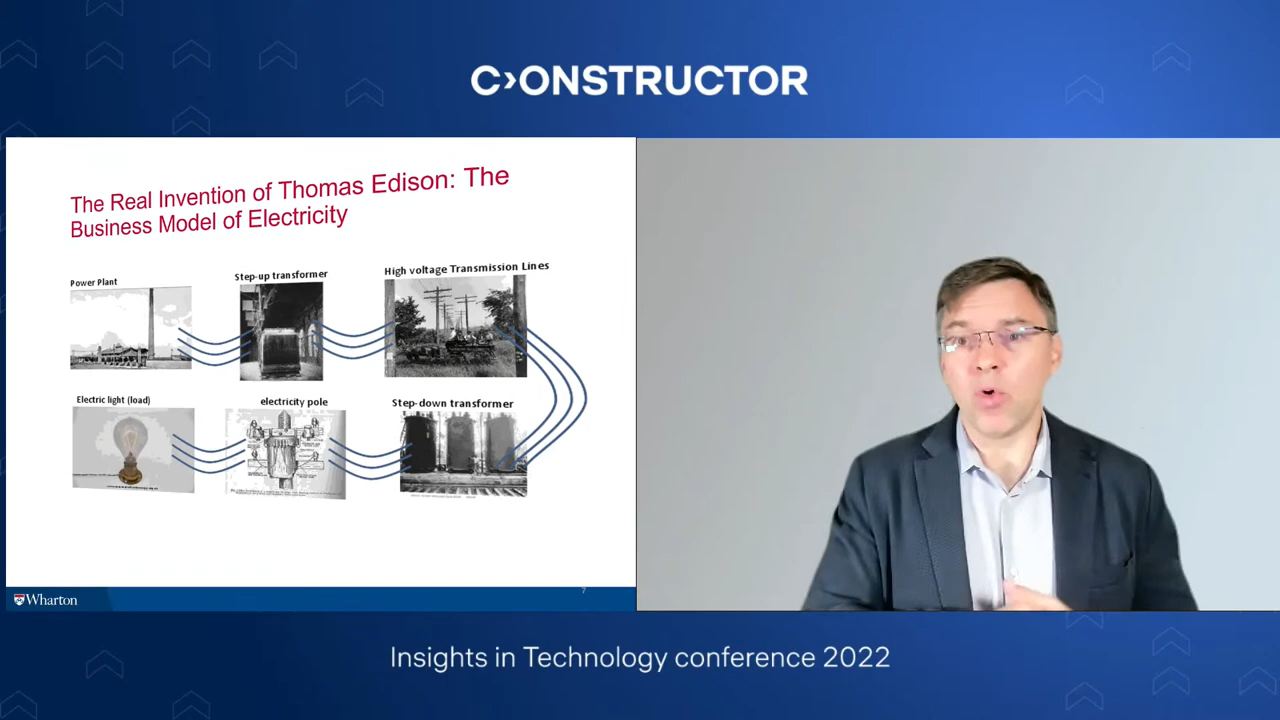 C›ONSTRUCTOR
The Real Invention of Thomas Edison: The
Business Model of Electricity
Power Plant
Step-up transformer
High voltage Transmission Lines
Electric light (load)
electricity pole
Step-down transformer
Wharton
7
Insights in Technology conference 2022